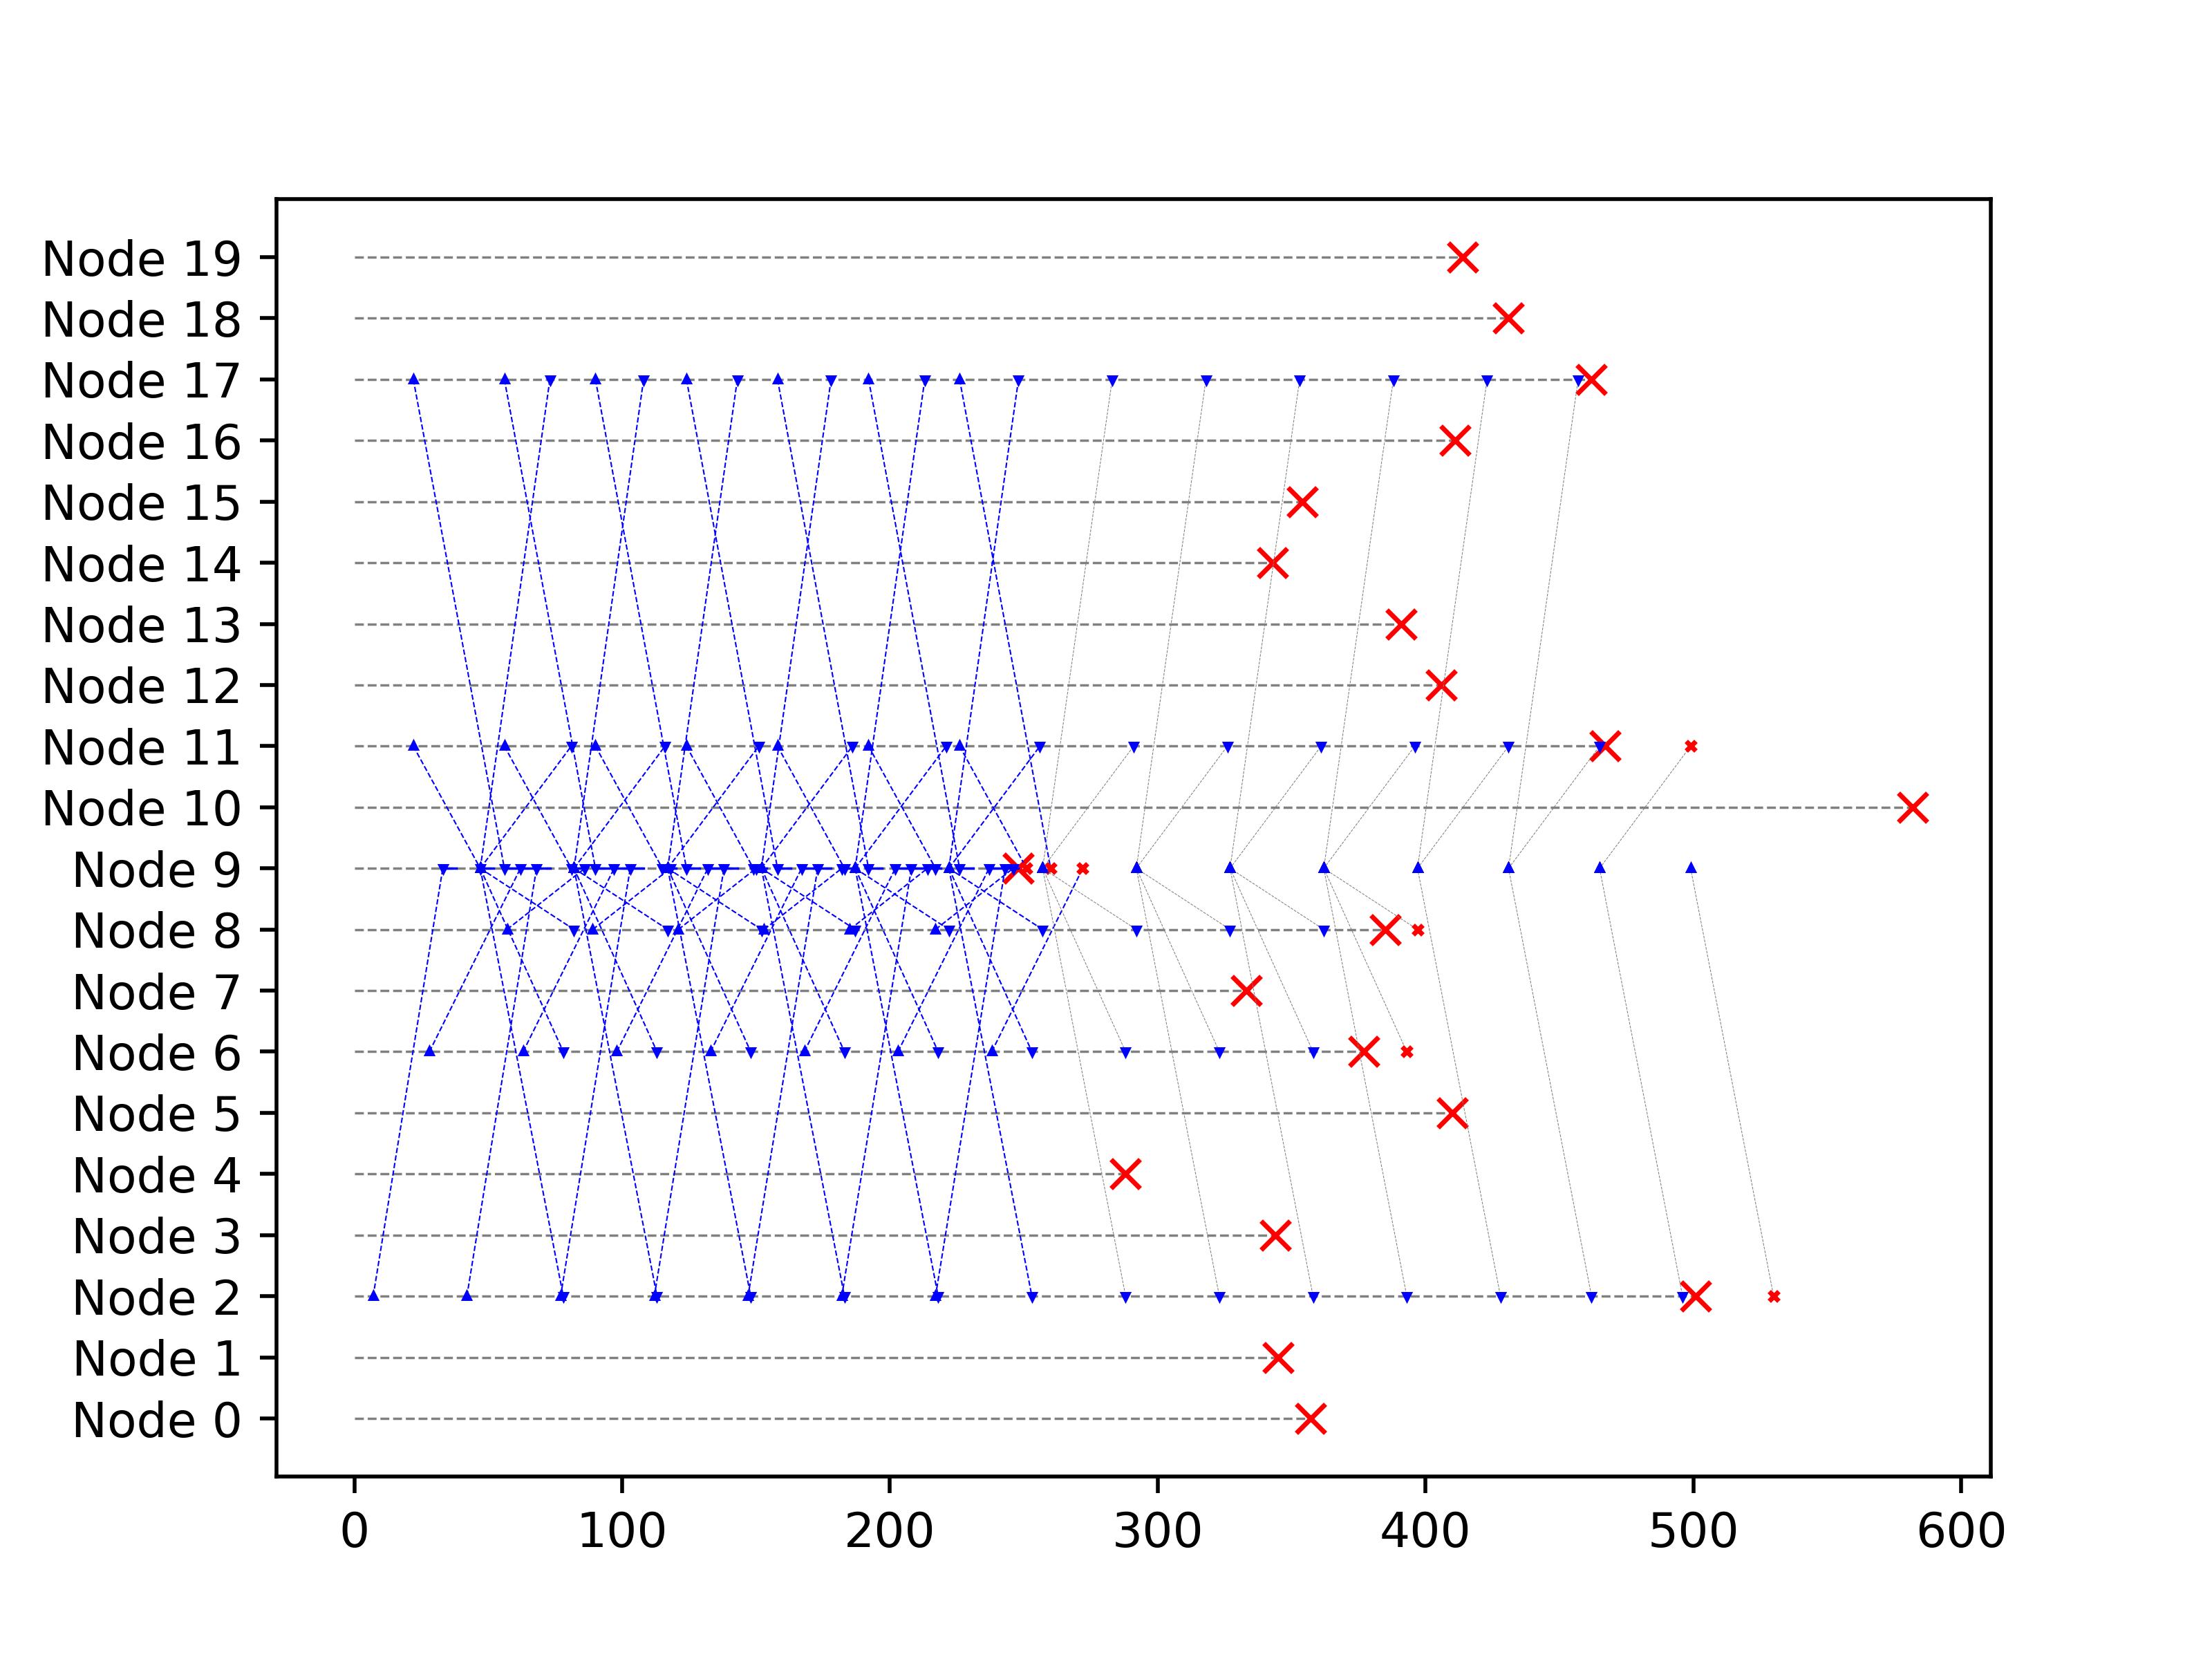 Node 19
Node 18
Node 17
Node 16
Node 15
Node 14
Node 13
Node 12
Node 11
Node 10
Node 9
Node 8
Node 7
Node 6
Node 5
Node 4
Node 3
Node 2
Node 1
Node 0
0 100 200 300 400 500 600